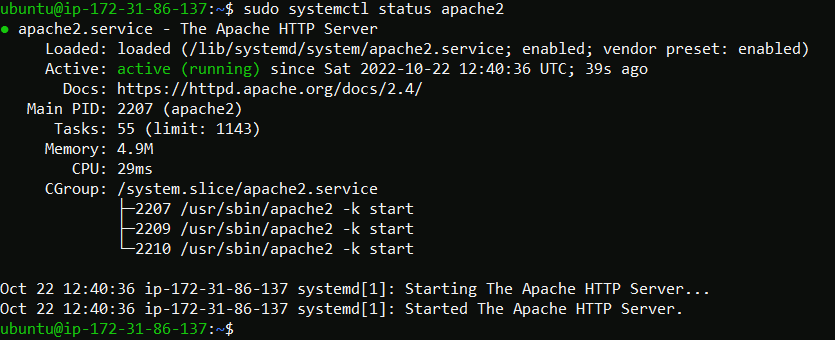 ubuntu@ip-172-31-86-137:~$ sudo systemctl status apache2
● apache2.service - The Apache HTTP Server
     Loaded: loaded (/lib/systemd/system/apache2.service; enabled; vendor preset: enabled)
     Active: active (running) since Sat 2022-10-22 12:40:36 UTC; 39s ago
       Docs: https://httpd.apache.org/docs/2.4/
   Main PID: 2207 (apache2)
      Tasks: 55 (limit: 1143)
     Memory: 4.9M
        CPU: 29ms
     CGroup: /system.slice/apache2.service
             ├─2207 /usr/sbin/apache2 -k start
             ├─2209 /usr/sbin/apache2 -k start
             └─2210 /usr/sbin/apache2 -k start

Oct 22 12:40:36 ip-172-31-86-137 systemd[1]: Starting The Apache HTTP Server...
Oct 22 12:40:36 ip-172-31-86-137 systemd[1]: Started The Apache HTTP Server.
ubuntu@ip-172-31-86-137:~$